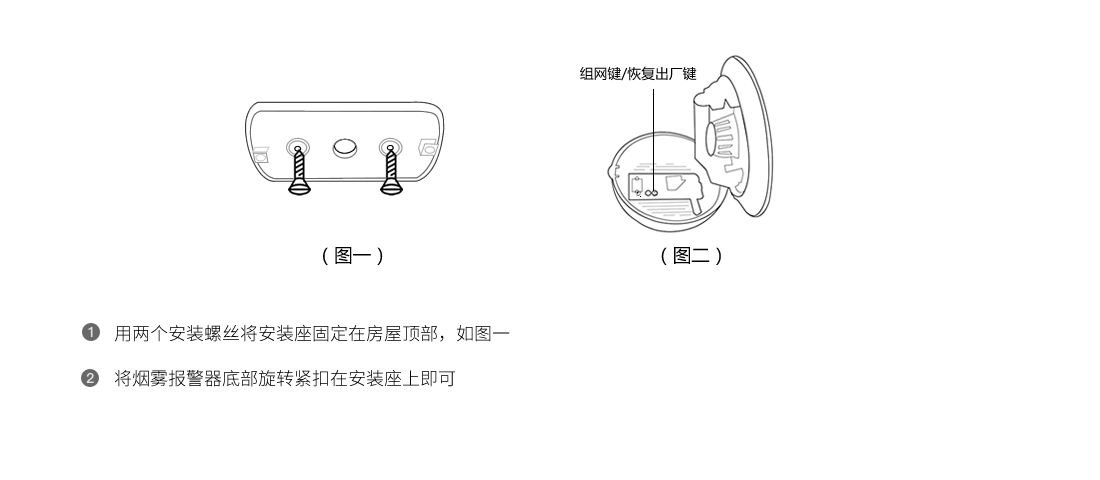 组网键/恢复出厂键
（图一）
（图二）
1 用两个安装螺丝将安装座固定在房屋顶部，如图一
2 将烟雾报警器底部旋转紧扣在安装座上即可